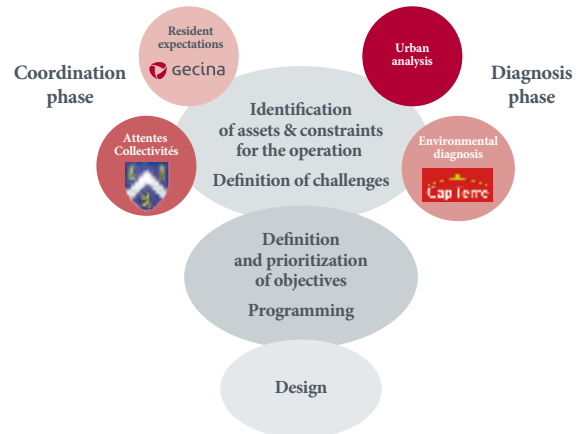 Resident
expectations
gecina
Urban
analysis
Coordination
phase
Diagnosis
phase
Identification
of assets & constraints
for the operation
Definition of challenges
Attentes
Collectivités
Environmental
diagnosis
Cap Terre
Definition
and prioritization
of objectives
Programming
Design